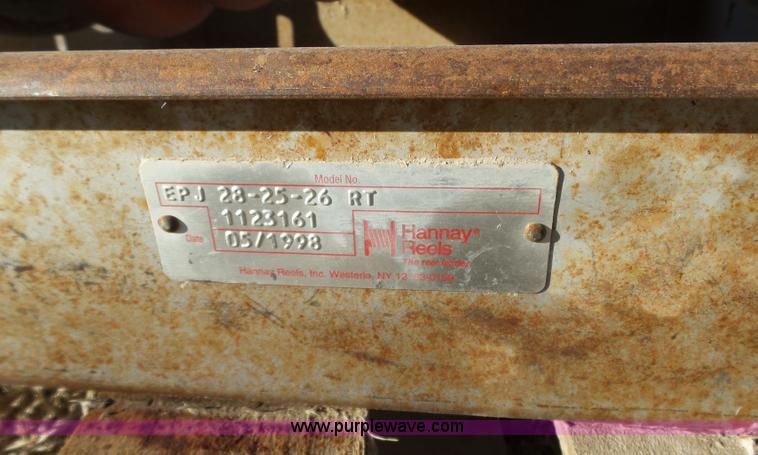 Model No.
EPJ 28-25-26 RT
1123161
Date 05/1998
Hannay®
Reels
The reel leader
Hannay Reels, Inc. Westerlo, NY
www.purplewave.com